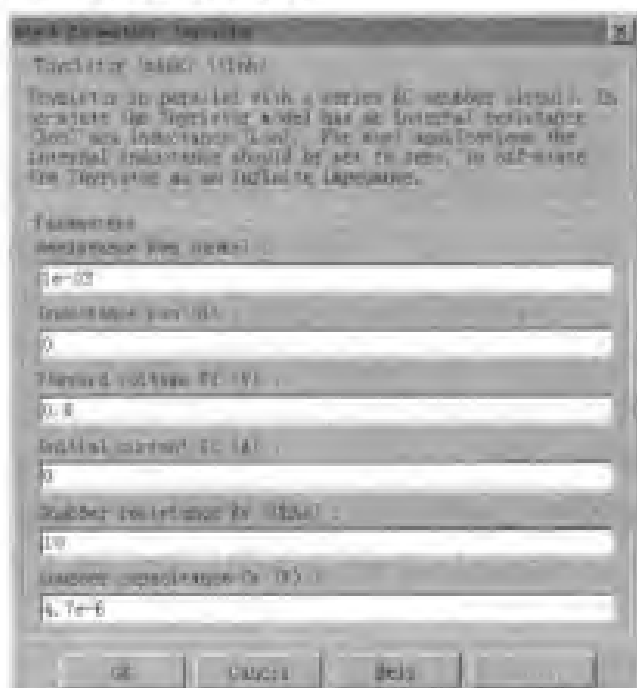 Block Parameters: Thyristor
Thyristor (mask) (link)
Thyristor in parallel with a series RC snubber circuit. In
on-state the Thyristor model has an internal resistance
(Ron) and inductance (Lon). For most applications the
internal inductance should be set to zero. In off-state
the Thyristor as an infinite impedance.
Parameters
Resistance Ron (ohms) :
1e-03
Inductance Lon (H) :
0
Forward voltage Vf (V) :
0.8
Initial current IC (A) :
0
Snubber resistance Rs (Ohms) :
10
Snubber capacitance Cs (F) :
4.7e-6
OK
Cancel
Help